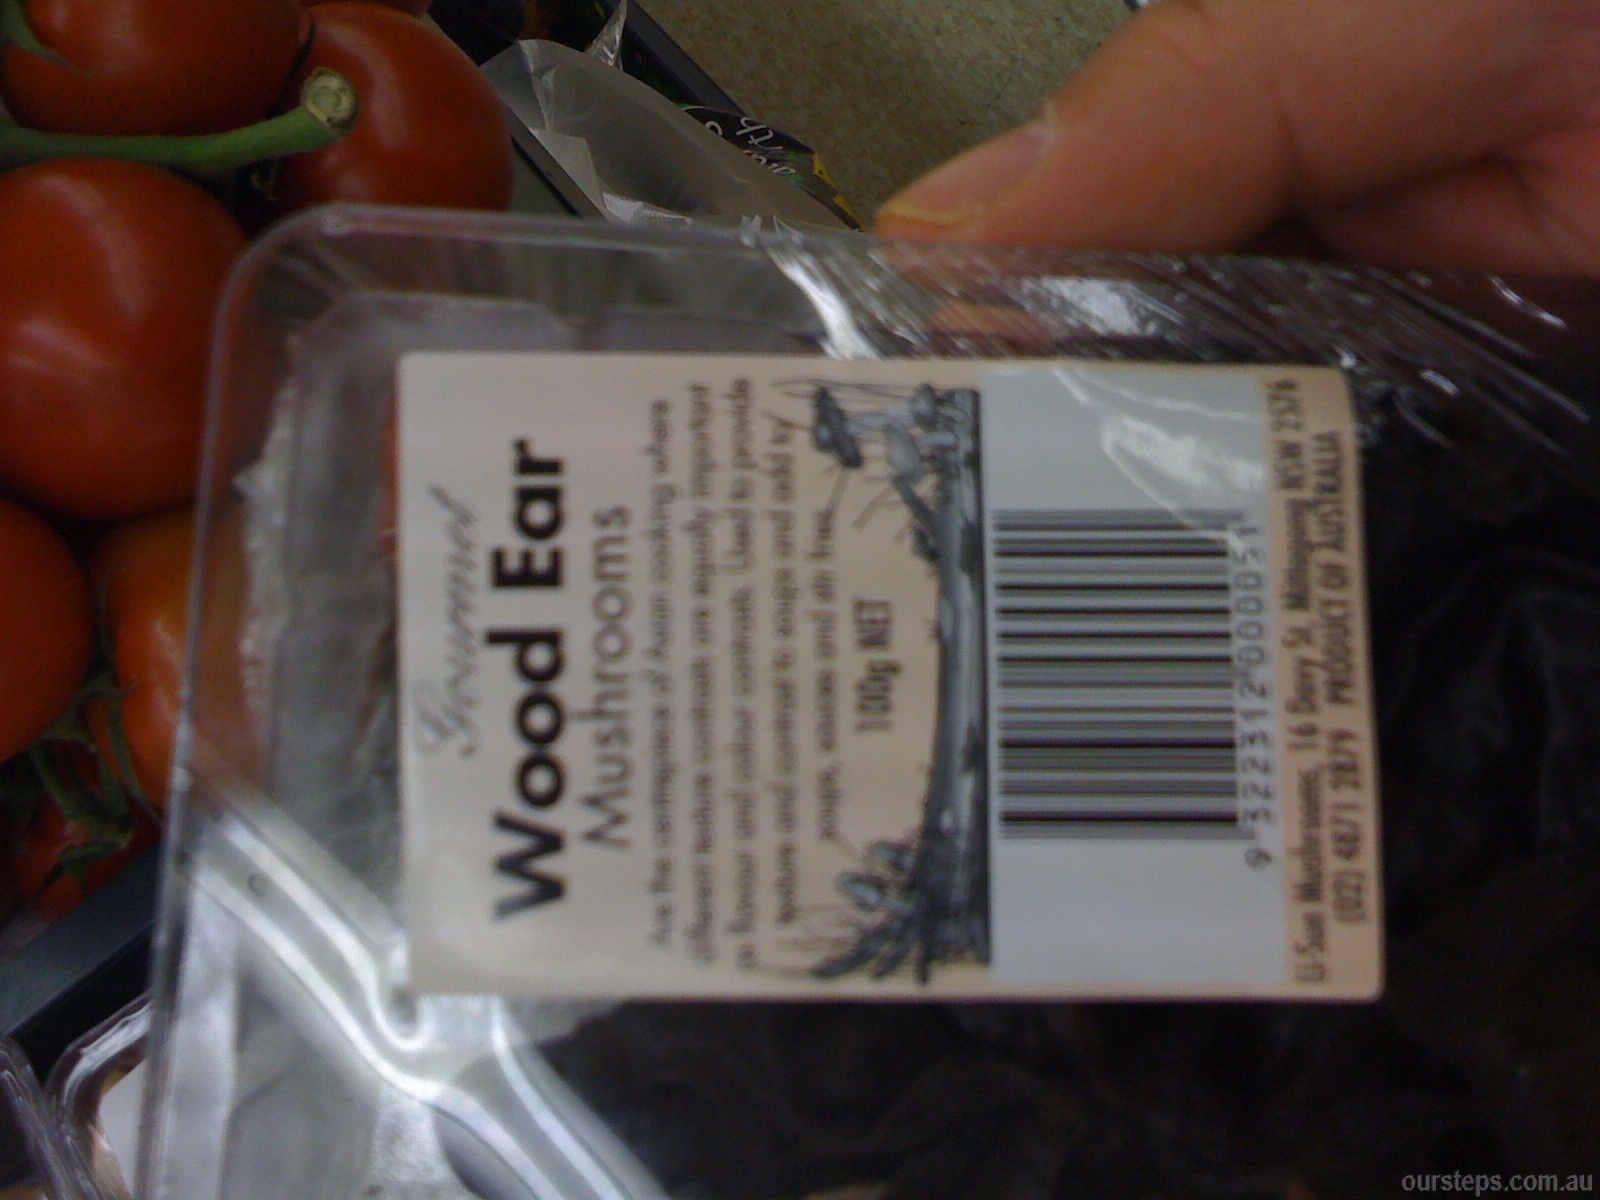 Gourmet
Wood Ear
Mushrooms
Are the centrepiece of Asian cooking where
different texture contrasts are equally important
as flavour and colour contrasts. Used to provide
texture and contrast to soups and add to
soups, sauces and stir fries.
100g NET
9 322312 000051
Li-Sun Mushrooms, 16 Davy St, Mittagong NSW 2576
(02) 4871 2879 PRODUCT OF AUSTRALIA
oursteps.com.au